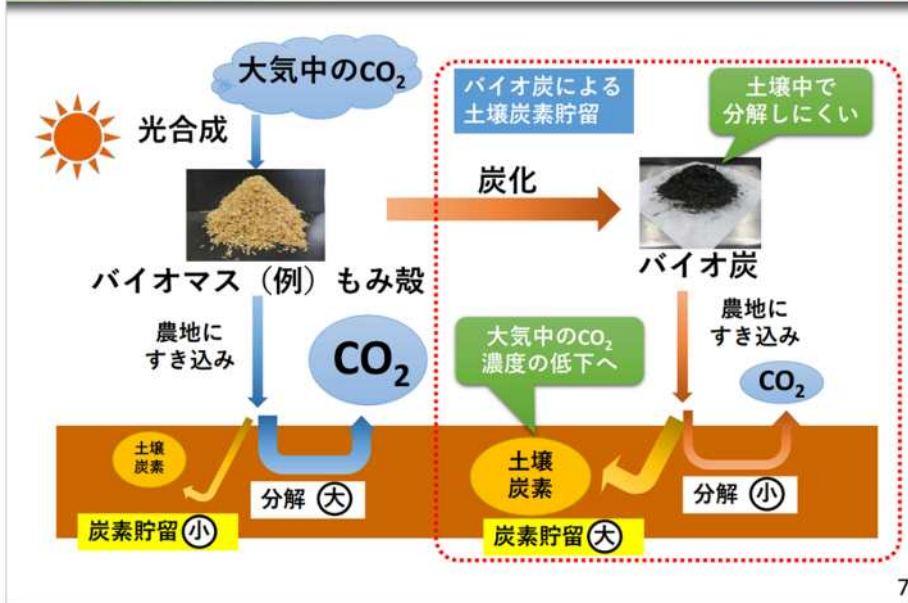 大気中のCO₂
光合成
バイオマス（例）もみ殻
農地に
すき込み
CO₂
土壌
炭素
分解 大
炭素貯留 小
バイオ炭による
土壌炭素貯留
土壌中で
分解しにくい
炭化
バイオ炭
農地に
すき込み
大気中のCO₂
濃度の低下へ
CO₂
土壌
炭素
分解 小
炭素貯留 大
7